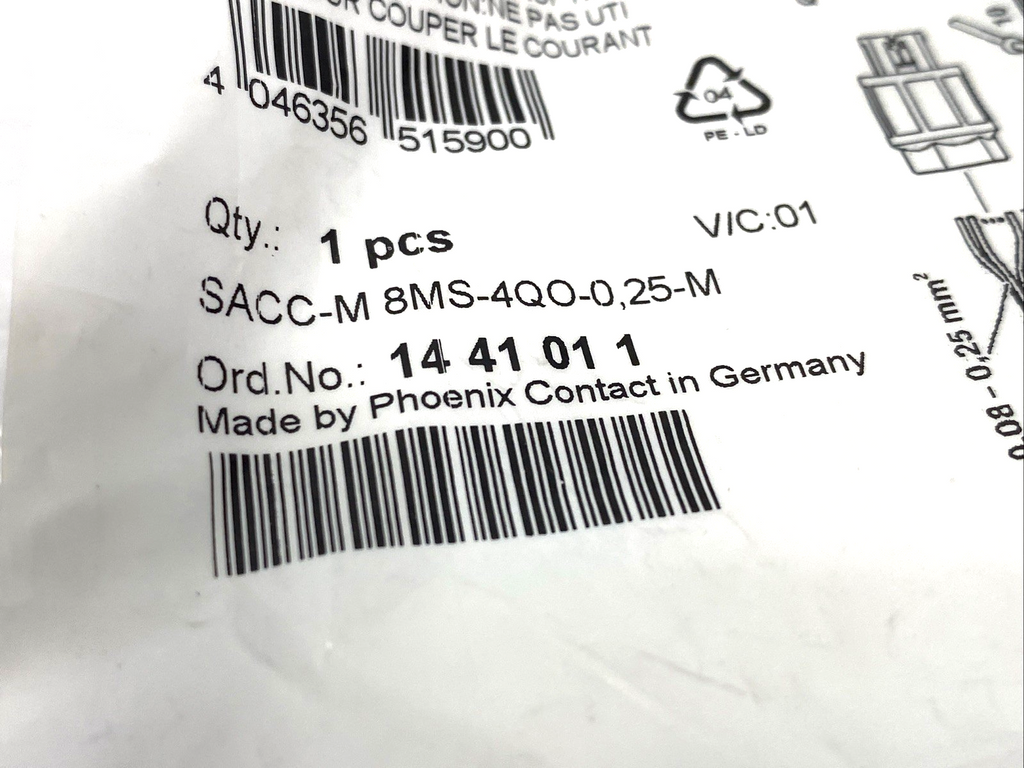 ION:NE PAS UTI
COUPER LE COURANT
4 046356 515900
04
PE - LD
10
Qty.: 1 pcs
V/C:01
SACC-M 8MS-4QO-0,25-M
Ord.No.: 14 41 01 1
Made by Phoenix Contact in Germany
0,08 - 0,25 mm²